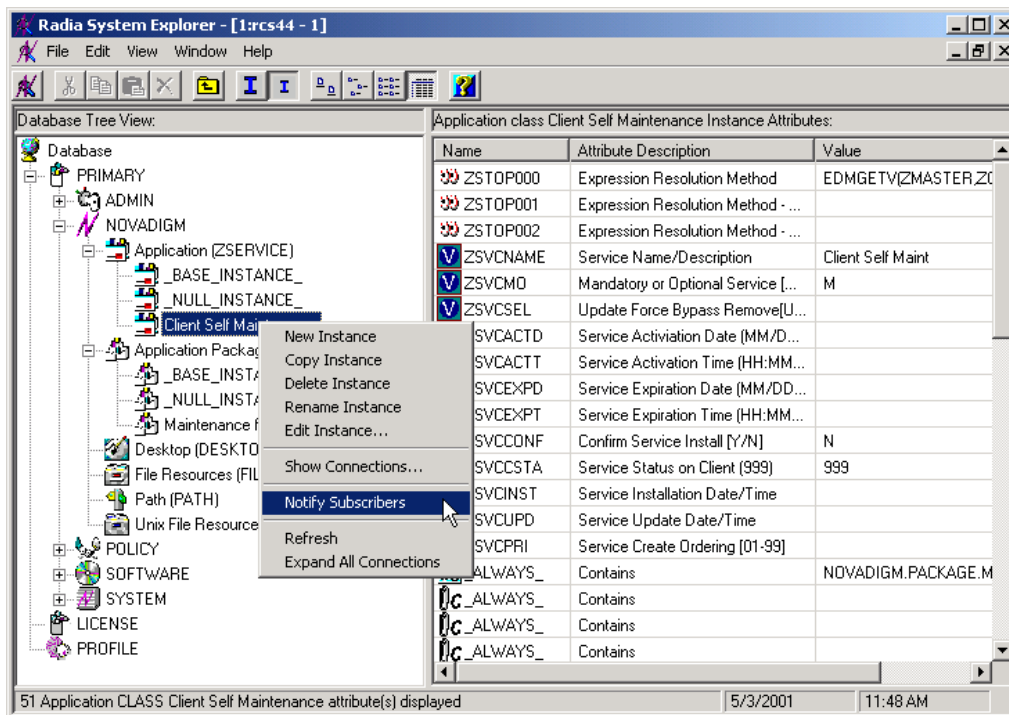 Radia System Explorer - [1:rcs44 - 1]
File Edit View Window Help
Database Tree View:
Application class Client Self Maintenance Instance Attributes:
Database
PRIMARY
ADMIN
NOVADIGM
Application (ZSERVICE)
_BASE_INSTANCE_
_NULL_INSTANCE_
Client Self Mai
Application Packag
_BASE_INSTA
_NULL_INSTA
Maintenance f
Desktop (DESKTO
File Resources (FIL
Path (PATH)
Unix File Resource
POLICY
SOFTWARE
SYSTEM
LICENSE
PROFILE
New Instance
Copy Instance
Delete Instance
Rename Instance
Edit Instance...
Show Connections...
Notify Subscribers
Refresh
Expand All Connections
Name Attribute Description Value
ZSTOP000 Expression Resolution Method EDMGETV(ZMASTER,ZO
ZSTOP001 Expression Resolution Method - ...
ZSTOP002 Expression Resolution Method - ...
V ZSVCNAME Service Name/Description Client Self Maint
V ZSVCMO Mandatory or Optional Service [... M
V ZSVCSEL Update Force Bypass Remove[U...
SVCACTD Service Activiation Date (MM/D...
SVCACTT Service Activation Time (HH:MM...
SVCEXPD Service Expiration Date (MM/DD...
SVCEXPT Service Expiration Time (HH:MM...
SVCCONF Confirm Service Install [Y/N] N
SVCCSTA Service Status on Client (999) 999
SVCINST Service Installation Date/Time
SVCUPD Service Update Date/Time
SVCPRI Service Create Ordering [01-99]
_ALWAYS_ Contains NOVADIGM.PACKAGE.M
_ALWAYS_ Contains
_ALWAYS_ Contains
_ALWAYS_ Contains
51 Application CLASS Client Self Maintenance attribute(s) displayed 5/3/2001 11:48 AM